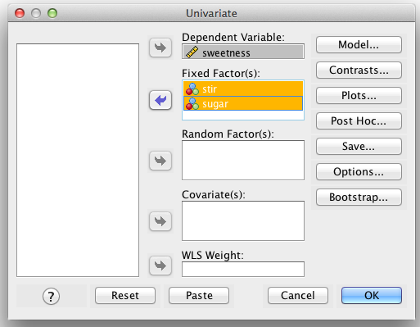 Univariate
Dependent Variable:
sweetness
Model...
Fixed Factor(s):
Contrasts...
stir
sugar
Plots...
Post Hoc...
Random Factor(s):
Save...
Options...
Covariate(s):
Bootstrap...
WLS Weight:
?
Reset
Paste
Cancel
OK